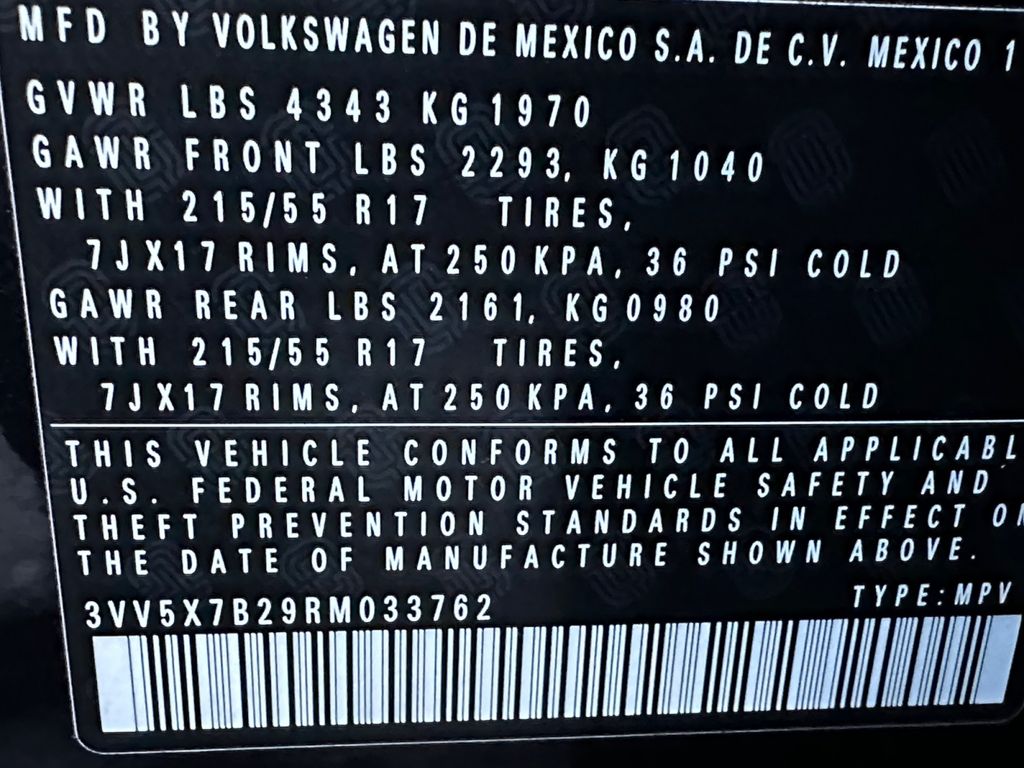 MFD BY VOLKSWAGEN DE MEXICO S.A. DE C.V. MEXICO 1
GVWR LBS 4343 KG 1970
GAWR FRONT LBS 2293, KG 1040
WITH 215/55 R17 TIRES,
7JX17 RIMS, AT 250 KPA, 36 PSI COLD
GAWR REAR LBS 2161, KG 0980
WITH 215/55 R17 TIRES,
7JX17 RIMS, AT 250 KPA, 36 PSI COLD
THIS VEHICLE CONFORMS TO ALL APPLICABL
U.S. FEDERAL MOTOR VEHICLE SAFETY AND
THEFT PREVENTION STANDARDS IN EFFECT ON
THE DATE OF MANUFACTURE SHOWN ABOVE.
3VV5X7B29RM033762 TYPE: MPV